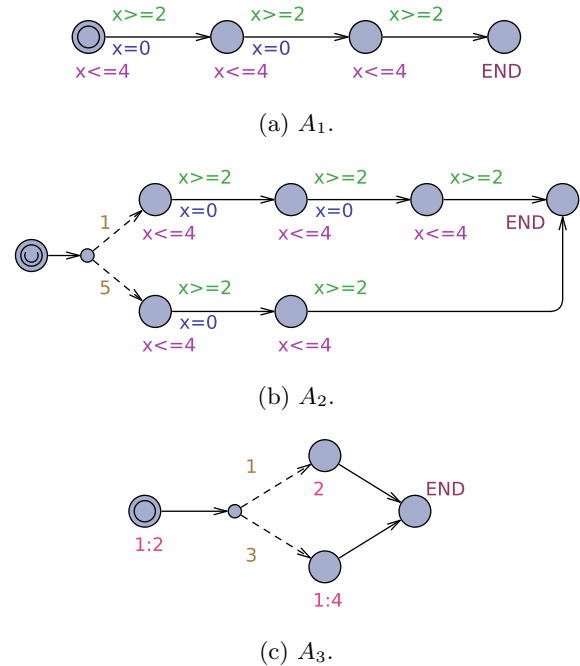 x>=2 x>=2 x>=2
x=0 x=0
x<=4 x<=4 x<=4 END
(a) A₁.
x>=2 x>=2 x>=2
1 x=0 x=0 END
x<=4 x<=4 x<=4
5 x>=2 x>=2
x=0
x<=4 x<=4
(b) A₂.
1 2 END
1:2 3
1:4
(c) A₃.